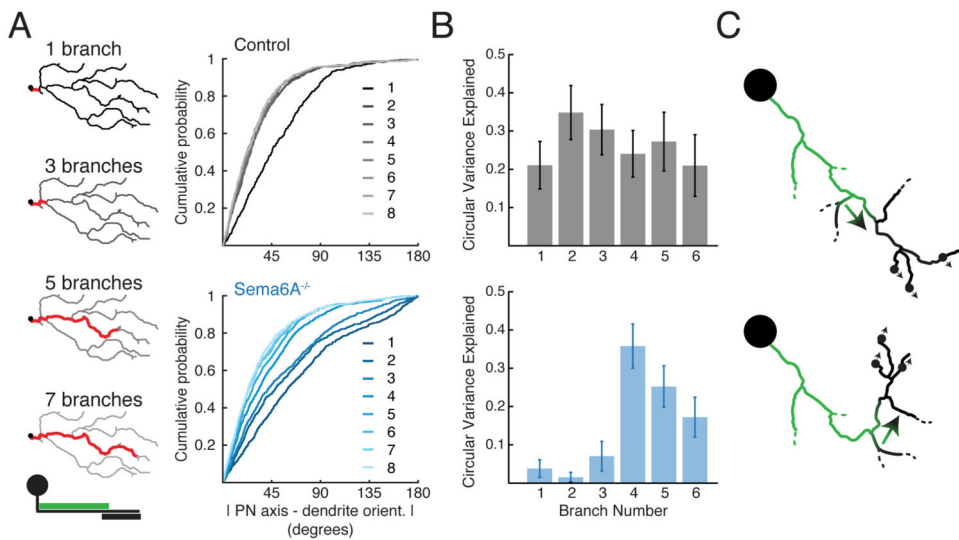 A
1 branch
3 branches
5 branches
7 branches
Control
Cumulative probability
1
0.8
0.6
0.4
0.2
45 90 135 180
1
2
3
4
5
6
7
8
Sema6A-/-
Cumulative probability
1
0.8
0.6
0.4
0.2
45 90 135 180
1
2
3
4
5
6
7
8
| PN axis - dendrite orient. |
(degrees)
B
Circular Variance Explained
0.5
0.4
0.3
0.2
0.1
1 2 3 4 5 6
Circular Variance Explained
0.5
0.4
0.3
0.2
0.1
1 2 3 4 5 6
Branch Number
C